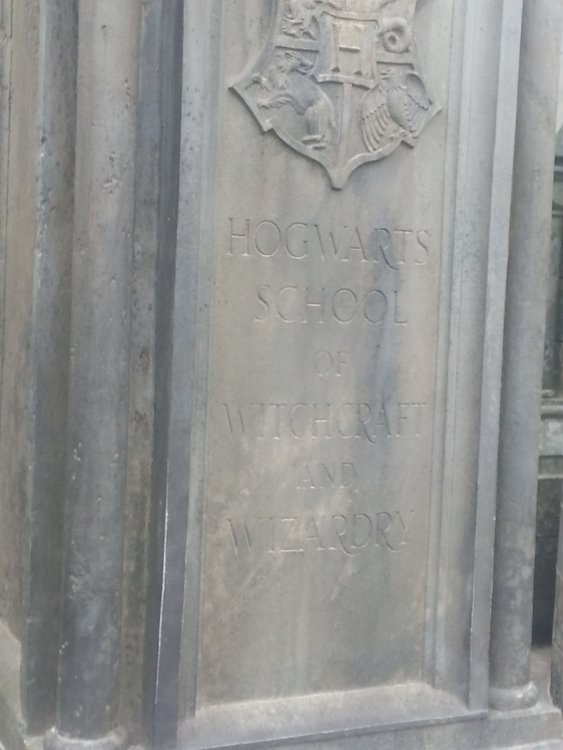 H
HOGWARTS
SCHOOL
OF
WITCHCRAFT
AND
WIZARDRY